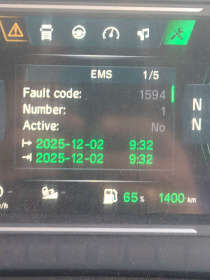 EMS 1/5
Fault code: 1594
Number: 1
Active: No
2025-12-02 9:32
2025-12-02 9:32
N
N
65 % 1400 km